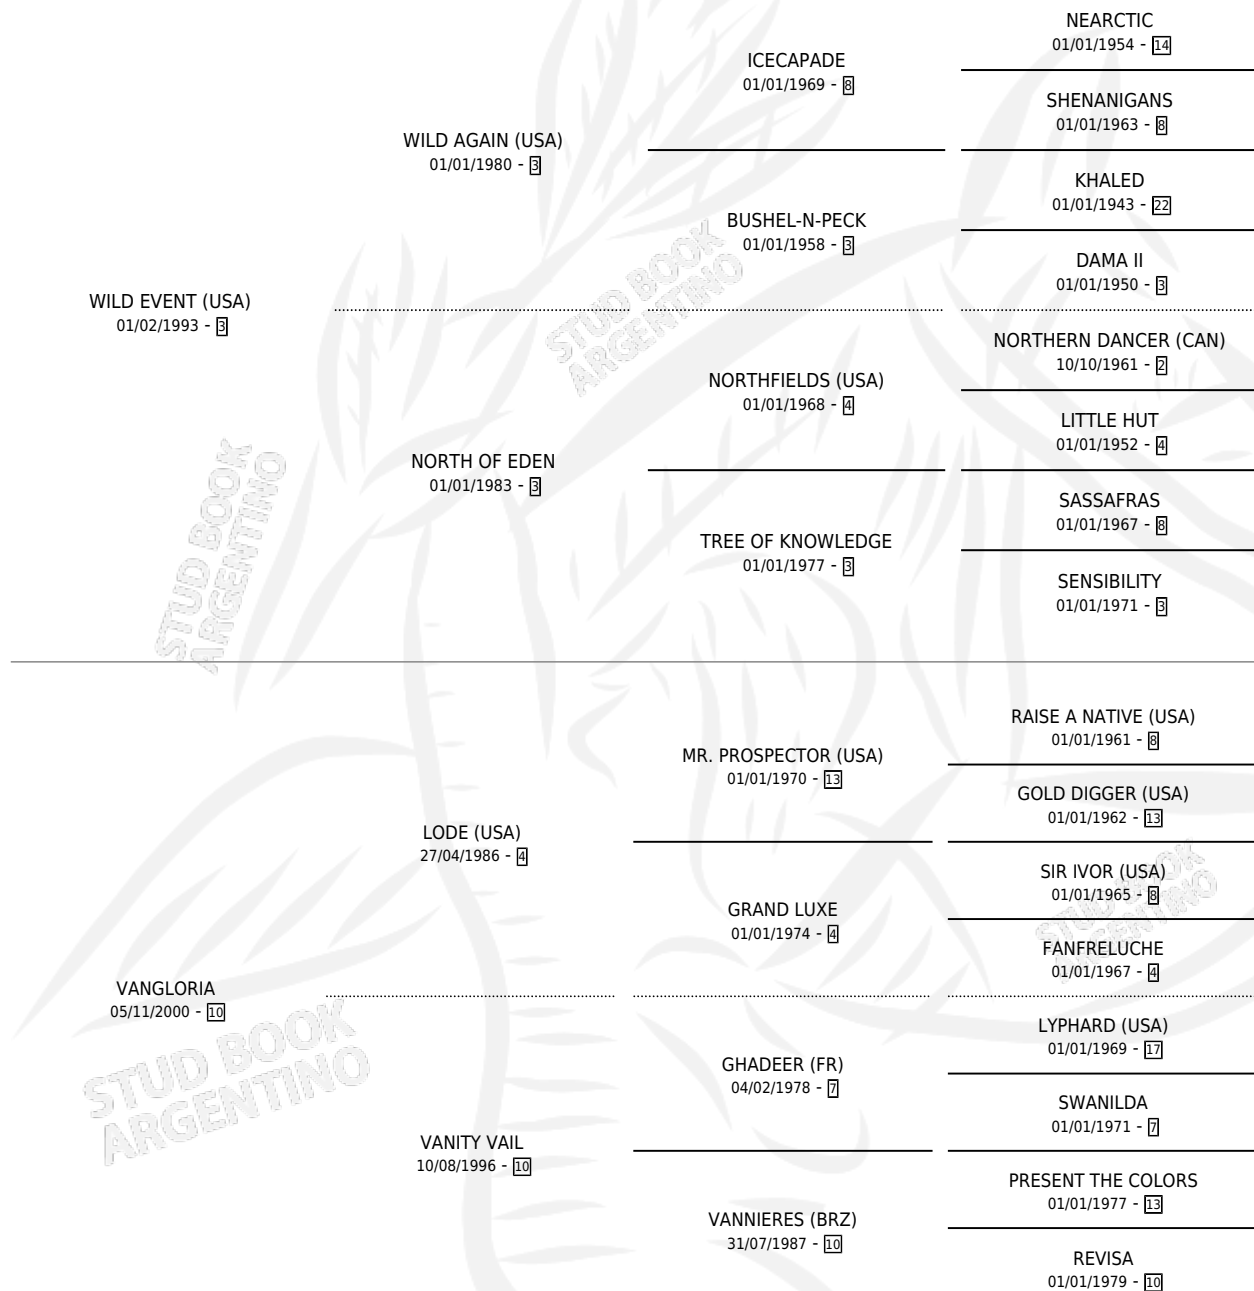 NEARCTIC
01/01/1954 - 14
ICECAPADE
01/01/1969 - 8
SHENANIGANS
01/01/1963 - 8
WILD AGAIN (USA)
01/01/1980 - 3
KHALED
01/01/1943 - 22
BUSHEL-N-PECK
01/01/1958 - 3
DAMA II
01/01/1950 - 3
WILD EVENT (USA)
01/02/1993 - 3
NORTHERN DANCER (CAN)
10/10/1961 - 2
NORTHFIELDS (USA)
01/01/1968 - 4
LITTLE HUT
01/01/1952 - 4
NORTH OF EDEN
01/01/1983 - 3
SASSAFRAS
01/01/1967 - 8
TREE OF KNOWLEDGE
01/01/1977 - 3
SENSIBILITY
01/01/1971 - 3
RAISE A NATIVE (USA)
01/01/1961 - 8
MR. PROSPECTOR (USA)
01/01/1970 - 13
GOLD DIGGER (USA)
01/01/1962 - 13
LODE (USA)
27/04/1986 - 4
SIR IVOR (USA)
01/01/1965 - 8
GRAND LUXE
01/01/1974 - 4
FANFRELUCHE
01/01/1967 - 4
VANGLORIA
05/11/2000 - 10
LYPHARD (USA)
01/01/1969 - 17
GHADEER (FR)
04/02/1978 - 7
SWANILDA
01/01/1971 - 7
VANITY VAIL
10/08/1996 - 10
PRESENT THE COLORS
01/01/1977 - 13
VANNIERES (BRZ)
31/07/1987 - 10
REVISA
01/01/1979 - 10
STUD BOOK
ARGENTINO
STUD BOOK
ARGENTINO
STUD BOOK
ARGENTINO
STUD BOOK
ARGENTINO